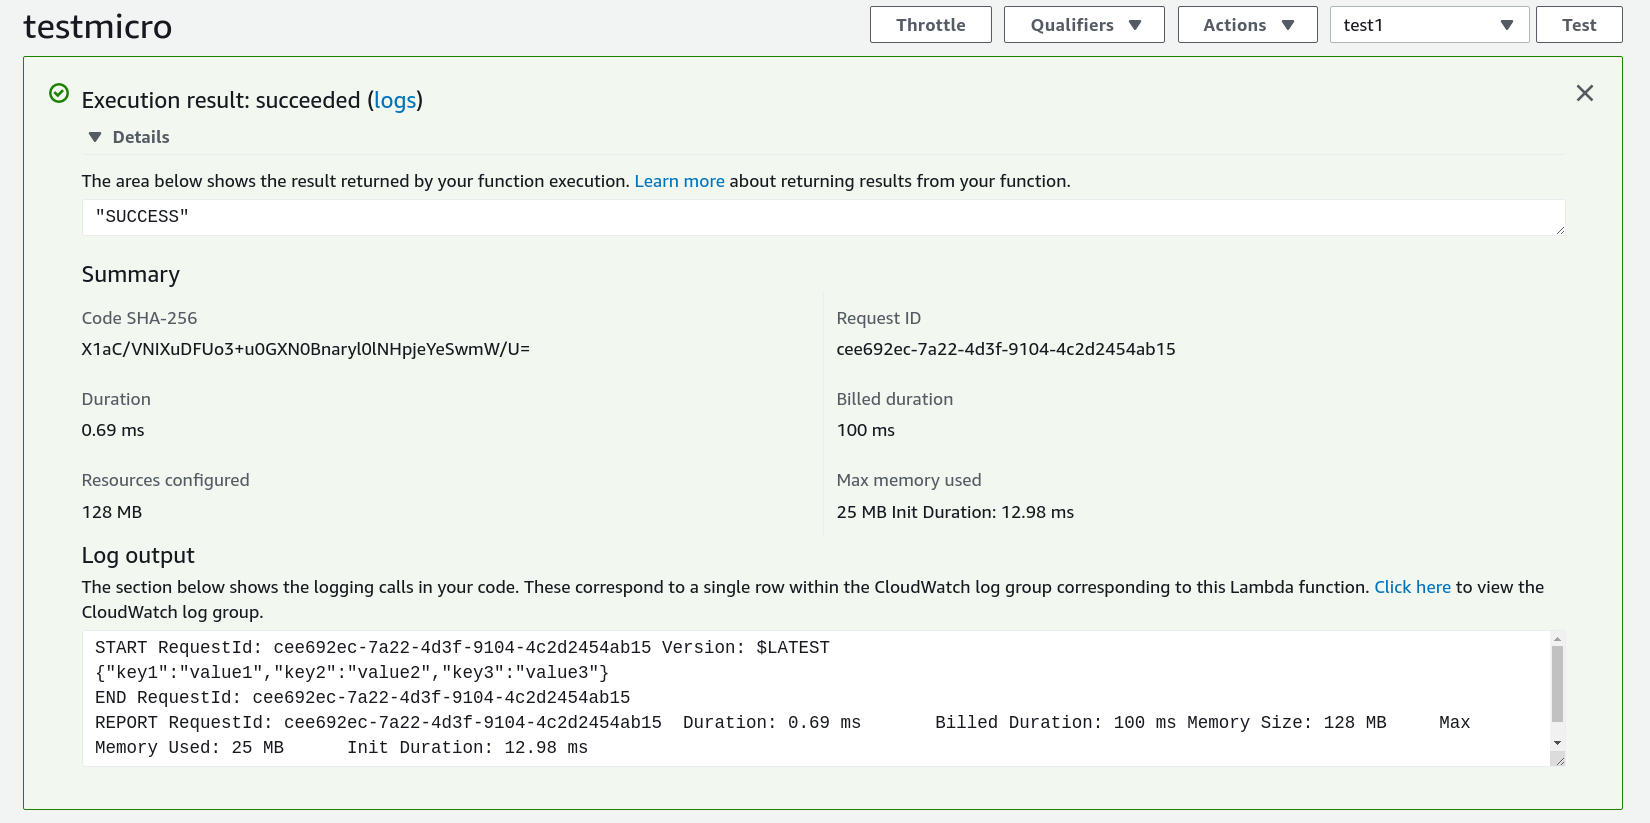 testmicro
Throttle
Qualifiers
Actions
test1
Test
Execution result: succeeded (logs)
Details
The area below shows the result returned by your function execution. Learn more about returning results from your function.
"SUCCESS"
Summary
Code SHA-256
X1aC/VNIXuDFUo3+u0GXN0Bnaryl0lNHpjeYeSwmW/U=
Request ID
cee692ec-7a22-4d3f-9104-4c2d2454ab15
Duration
0.69 ms
Billed duration
100 ms
Resources configured
128 MB
Max memory used
25 MB Init Duration: 12.98 ms
Log output
The section below shows the logging calls in your code. These correspond to a single row within the CloudWatch log group corresponding to this Lambda function. Click here to view the
CloudWatch log group.
START RequestId: cee692ec-7a22-4d3f-9104-4c2d2454ab15 Version: $LATEST
{"key1":"value1","key2":"value2","key3":"value3"}
END RequestId: cee692ec-7a22-4d3f-9104-4c2d2454ab15
REPORT RequestId: cee692ec-7a22-4d3f-9104-4c2d2454ab15 Duration: 0.69 ms Billed Duration: 100 ms Memory Size: 128 MB Max
Memory Used: 25 MB Init Duration: 12.98 ms